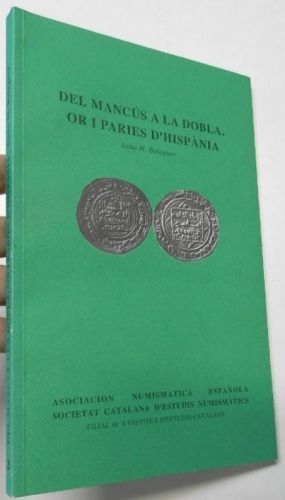 DEL MANCÚS A LA DOBLA.
OR I PARIES D'HISPÀNIA
Anna M. Balaguer
ASOCIACION NUMISMATICA ESPAÑOLA
SOCIETAT CATALANA D'ESTUDIS NUMISMÀTICS
FILIAL de L'INSTITUT D'ESTUDIS CATALANS